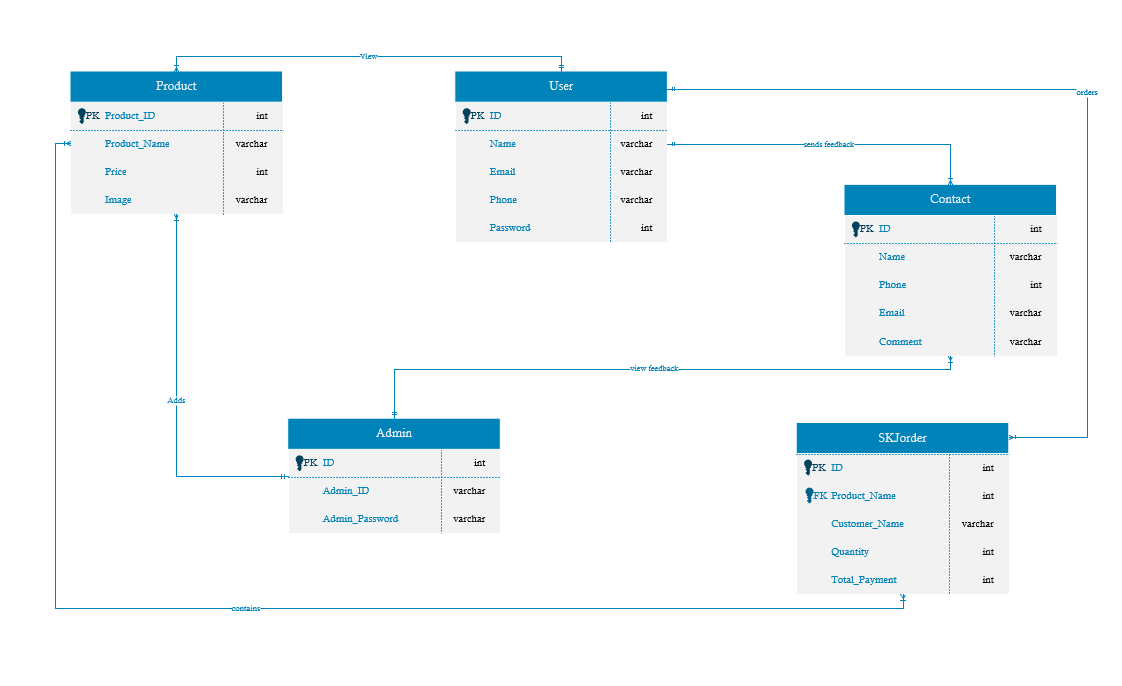 View
Product
PK Product_ID int
Product_Name varchar
Price int
Image varchar
User
PK ID int
Name varchar
Email varchar
Phone varchar
Password int
orders
sends feedback
Contact
PK ID int
Name varchar
Phone int
Email varchar
Comment varchar
view feedback
Adds
Admin
PK ID int
Admin_ID varchar
Admin_Password varchar
SKJorder
PK ID int
FK Product_Name int
Customer_Name varchar
Quantity int
Total_Payment int
contains